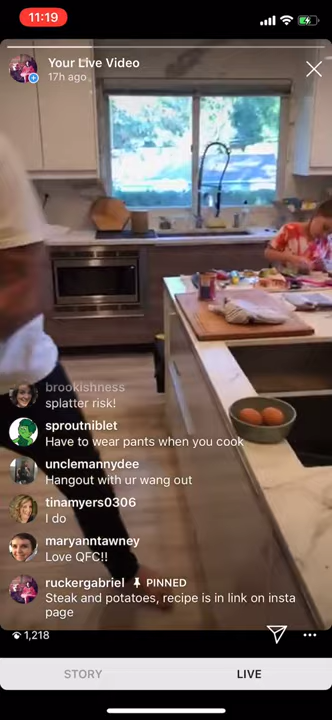 11:19
Your Live Video
17h ago
brookishness
splatter risk!
sproutniblet
Have to wear pants when you cook
unclemannydee
Hangout with ur wang out
tinamyers0306
I do
maryanntawney
Love QFC!!
ruckergabriel PINNED
Steak and potatoes, recipe is in link on insta
page
1,218
STORY LIVE